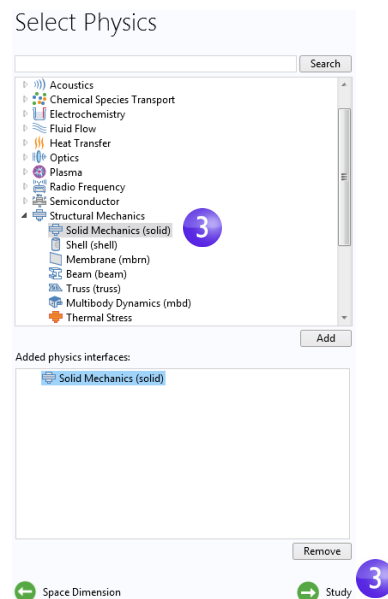 Select Physics
Search
Acoustics
Chemical Species Transport
Electrochemistry
Fluid Flow
Heat Transfer
Optics
Plasma
Radio Frequency
Semiconductor
Structural Mechanics
Solid Mechanics (solid) 3
Shell (shell)
Membrane (mbrn)
Beam (beam)
Truss (truss)
Multibody Dynamics (mbd)
Thermal Stress
Add
Added physics interfaces:
Solid Mechanics (solid)
Remove
Space Dimension Study 3